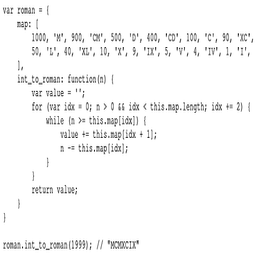 var roman = {
map: [
1000, 'M', 900, 'CM', 500, 'D', 400, 'CD', 100, 'C', 90, 'XC',
50, 'L', 40, 'XL', 10, 'X', 9, 'IX', 5, 'V', 4, 'IV', 1, 'I',
],
int_to_roman: function(n) {
var value = '';
for (var idx = 0; n > 0 && idx < this.map.length; idx += 2) {
while (n >= this.map[idx]) {
value += this.map[idx + 1];
n -= this.map[idx];
}
}
return value;
}
}
roman.int_to_roman(1999); // "MCMXCIX"